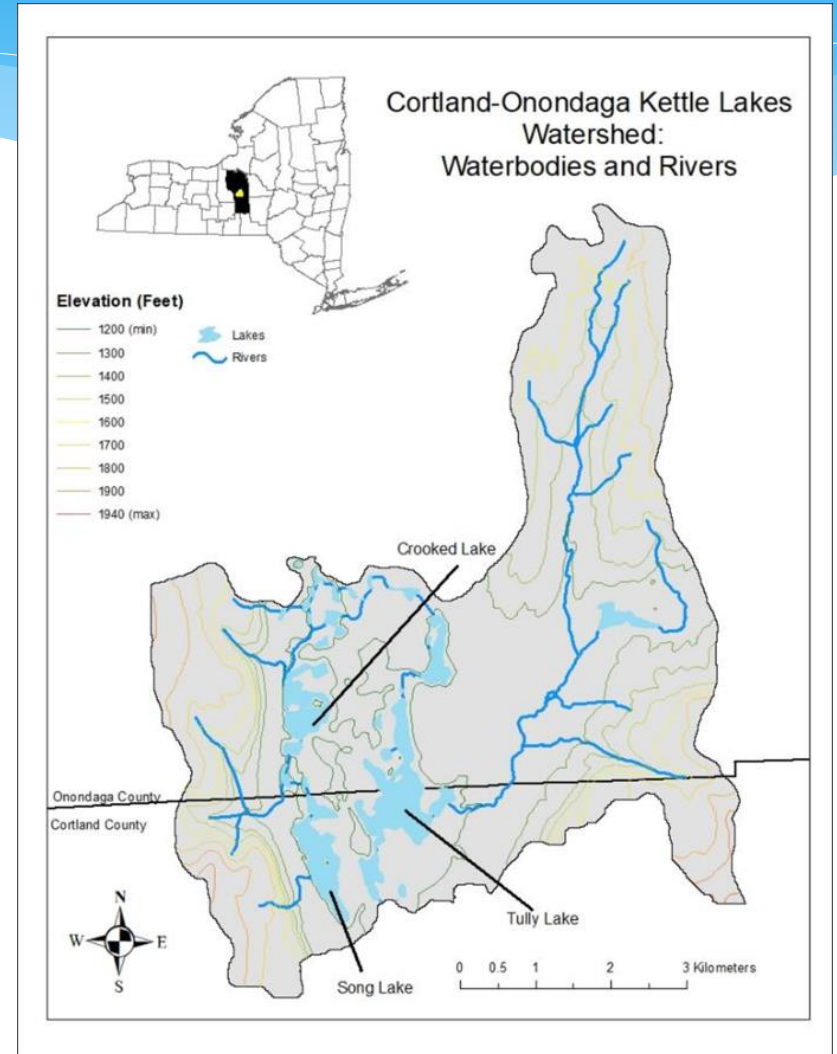 Cortland-Onondaga Kettle Lakes
Watershed:
Waterbodies and Rivers
Elevation (Feet)
1200 (min)
1300
1400
1500
1600
1700
1800
1900
1940 (max)
Lakes
Rivers
Crooked Lake
Onondaga County
Cortland County
N
W
E
S
Tully Lake
Song Lake
0 0.5 1 2 3 Kilometers